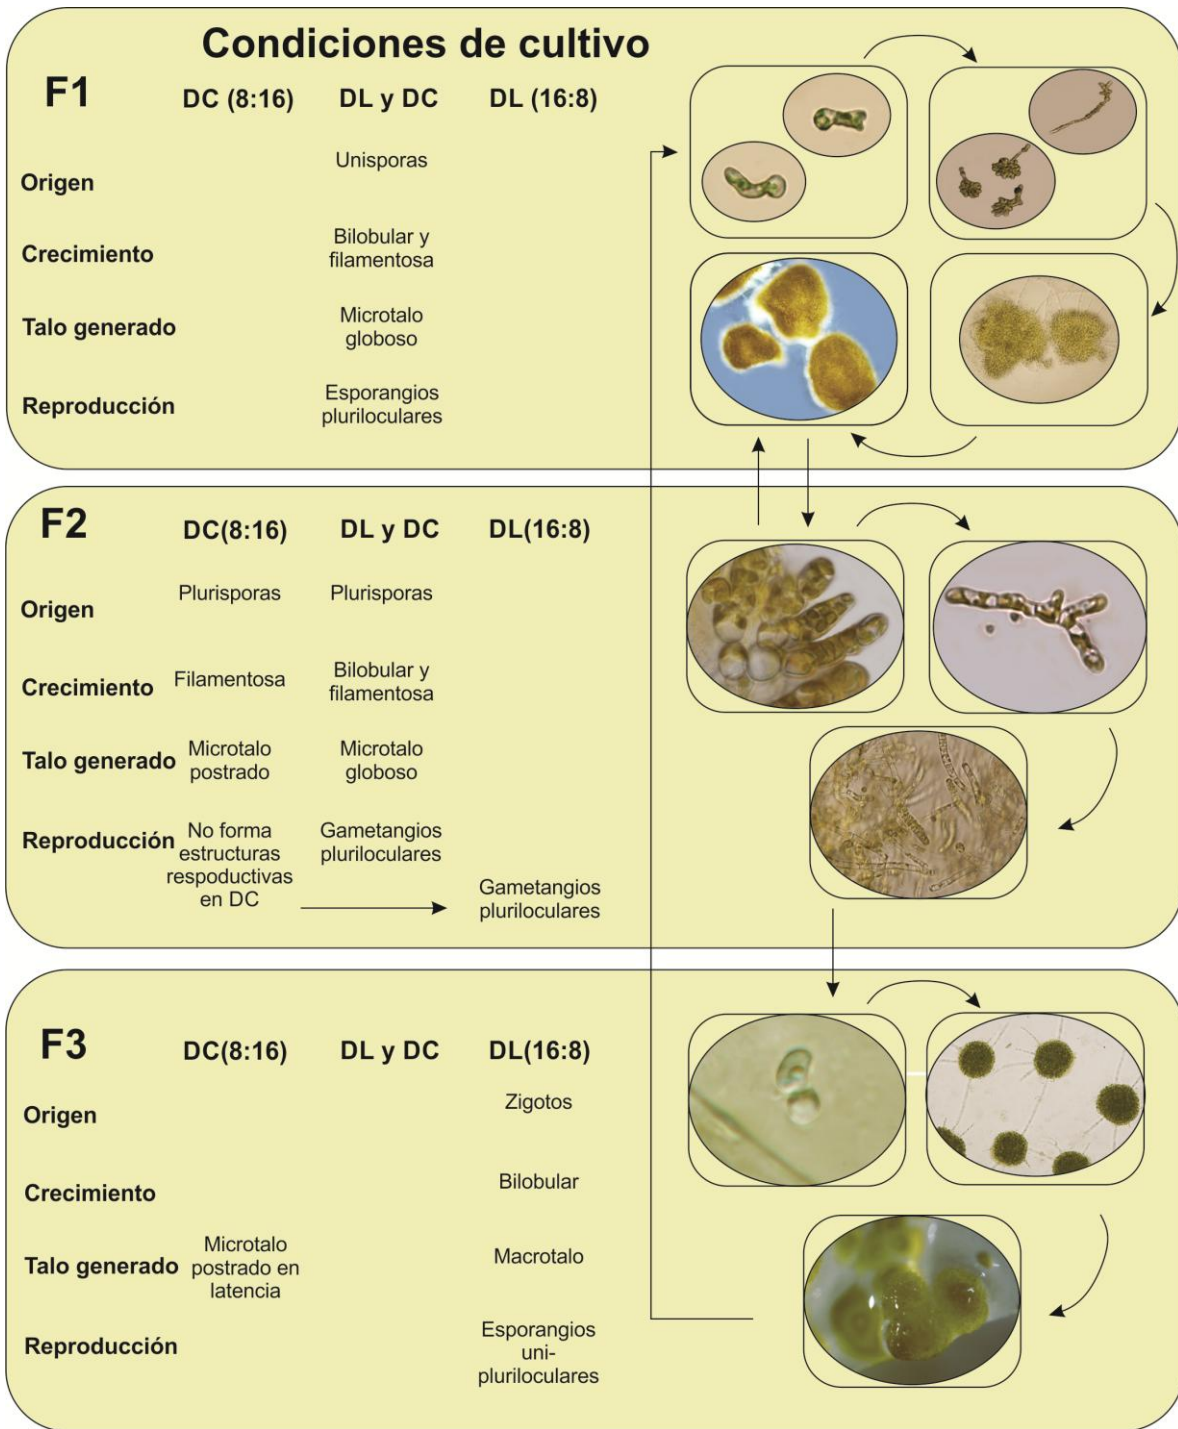 Condiciones de cultivo
F1
DC (8:16) DL y DC DL (16:8)
Origen
Unisporas
Crecimiento
Bilobular y
filamentosa
Talo generado
Microtalo
globoso
Reproducción
Esporangios
pluriloculares
F2
DC(8:16) DL y DC DL(16:8)
Origen
Plurisporas
Plurisporas
Crecimiento
Filamentosa
Bilobular y
filamentosa
Talo generado
Microtalo
postrado
Microtalo
globoso
Reproducción
No forma
estructuras
respoductivas
en DC
Gametangios
pluriloculares
Gametangios
pluriloculares
F3
DC(8:16) DL y DC DL(16:8)
Origen
Zigotos
Crecimiento
Bilobular
Talo generado
Microtalo
postrado en
latencia
Macrotalo
Reproducción
Esporangios
uni-
pluriloculares